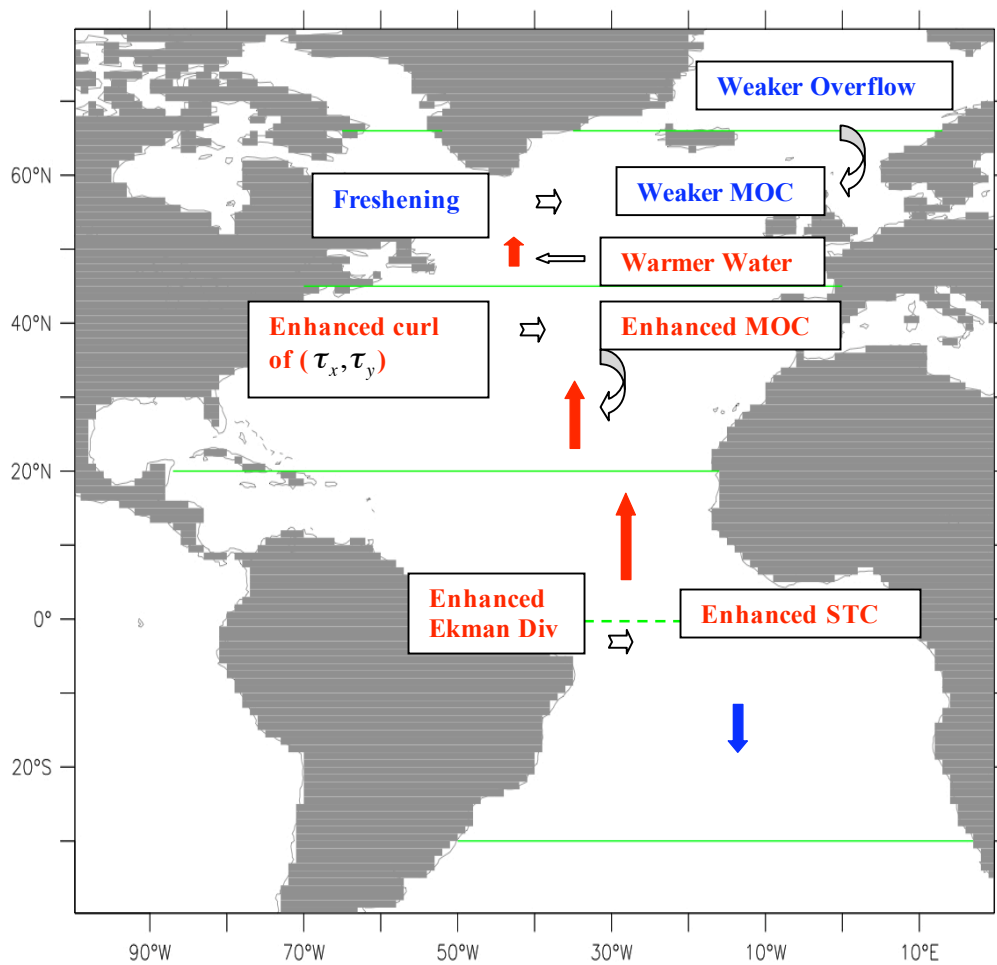 Weaker Overflow
60°N
Freshening
Weaker MOC
Warmer Water
40°N
Enhanced curl
of (τx,τy)
Enhanced MOC
20°N
Enhanced
Ekman Div
Enhanced STC
0°
20°S
90°W 70°W 50°W 30°W 10°W 10°E